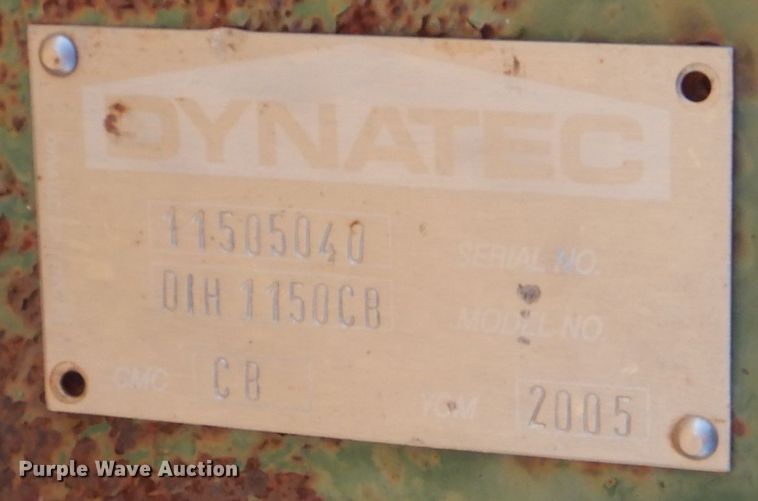 DYNATEC
11505040 SERIAL NO.
DIH 1150CB MODEL NO.
CMC CB YOM 2005
Purple Wave Auction